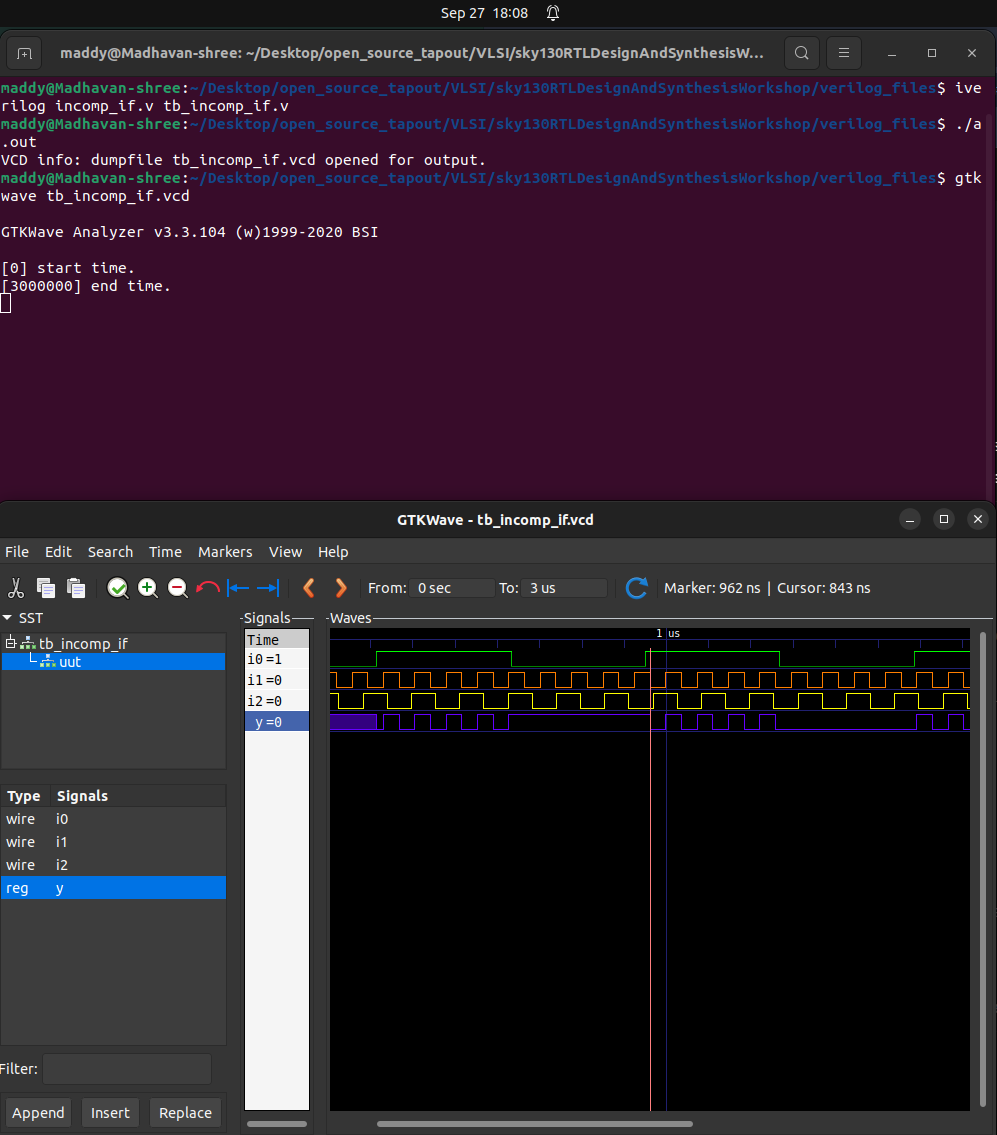 Sep 27 18:08
maddy@Madhavan-shree: ~/Desktop/open_source_tapout/VLSI/sky130RTLDesignAndSynthesisW...
maddy@Madhavan-shree:~/Desktop/open_source_tapout/VLSI/sky130RTLDesignAndSynthesisWorkshop/verilog_files$ ive
rilog incomp_if.v tb_incomp_if.v
maddy@Madhavan-shree:~/Desktop/open_source_tapout/VLSI/sky130RTLDesignAndSynthesisWorkshop/verilog_files$ ./a
.out
VCD info: dumpfile tb_incomp_if.vcd opened for output.
maddy@Madhavan-shree:~/Desktop/open_source_tapout/VLSI/sky130RTLDesignAndSynthesisWorkshop/verilog_files$ gtk
wave tb_incomp_if.vcd
GTKWave Analyzer v3.3.104 (w)1999-2020 BSI
[0] start time.
[3000000] end time.
GTKWave - tb_incomp_if.vcd
File Edit Search Time Markers View Help
From: 0 sec To: 3 us Marker: 962 ns | Cursor: 843 ns
SST
tb_incomp_if
uut
Type Signals
wire i0
wire i1
wire i2
reg y
Filter:
Append Insert Replace
Signals
Time
i0=1
i1=0
i2=0
y=0
Waves
1 us